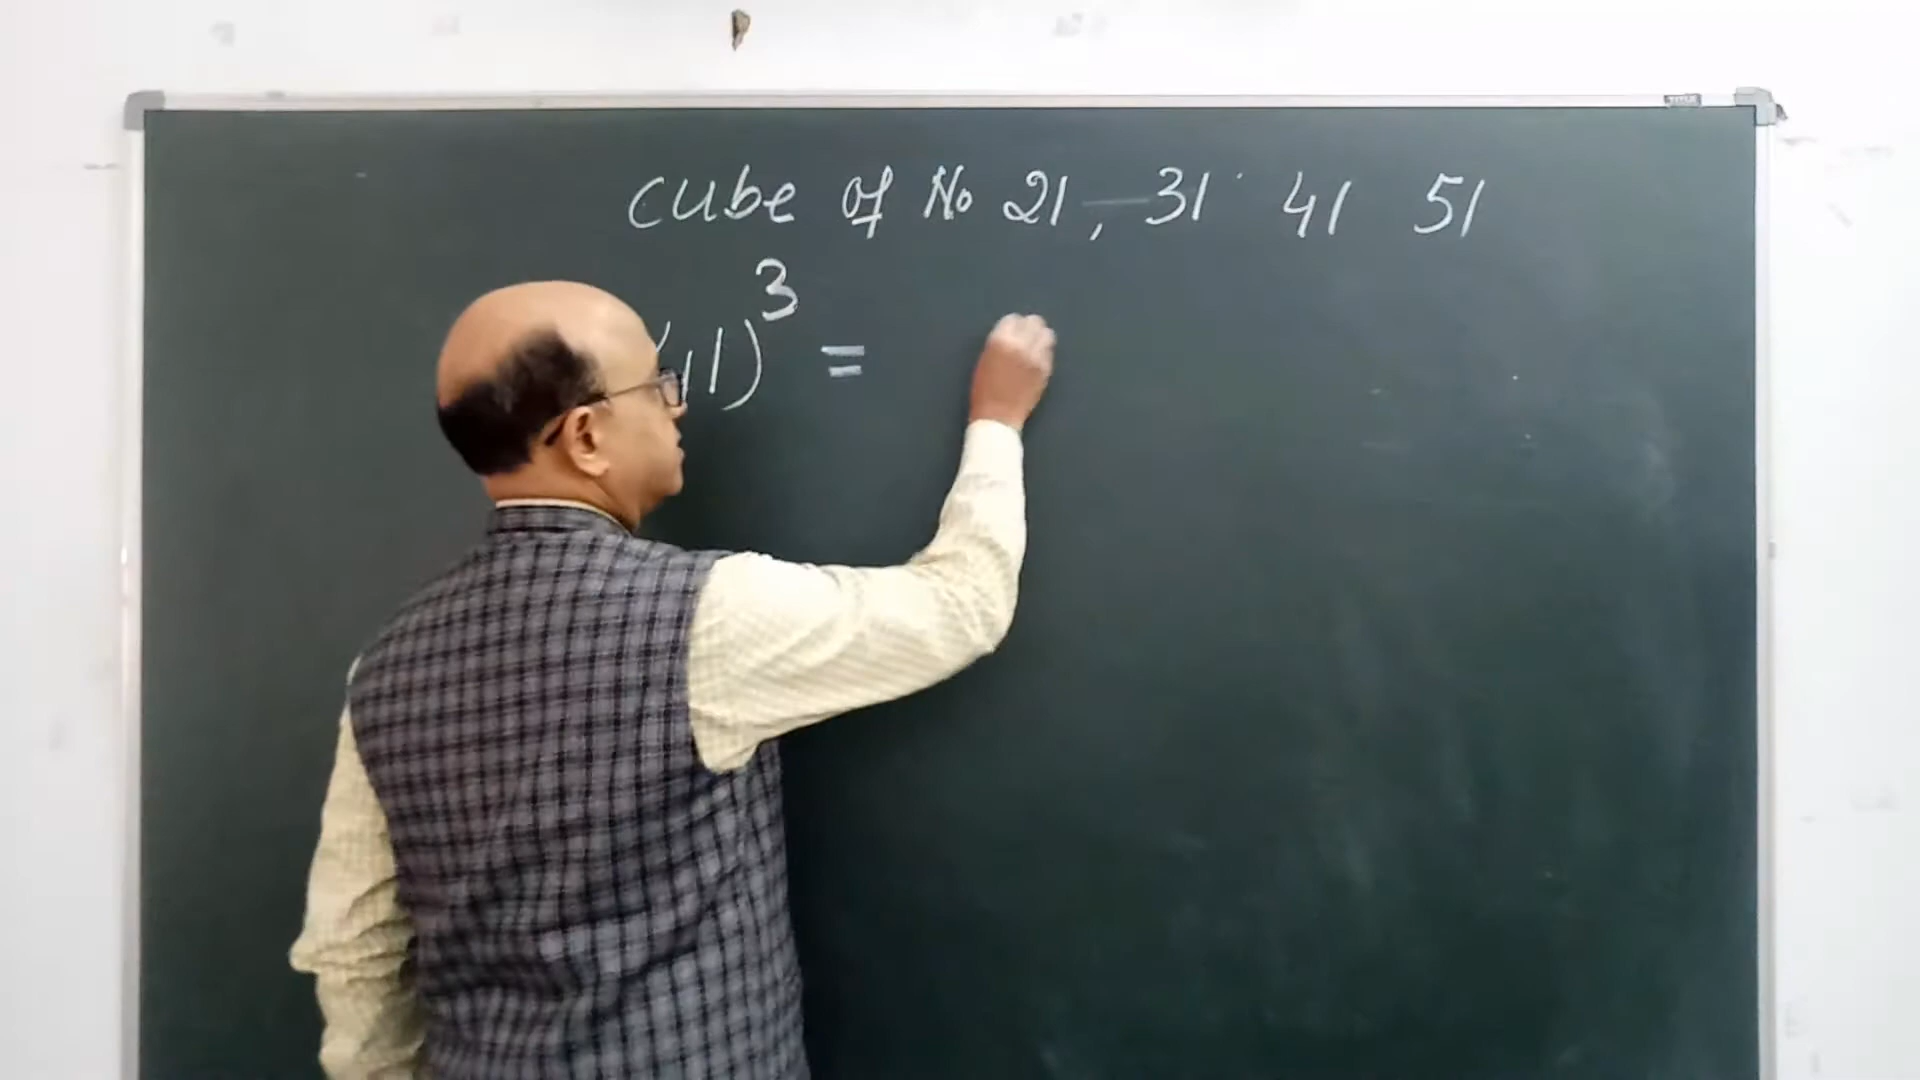 cube of No 21, — 31 41 51
1)³ =